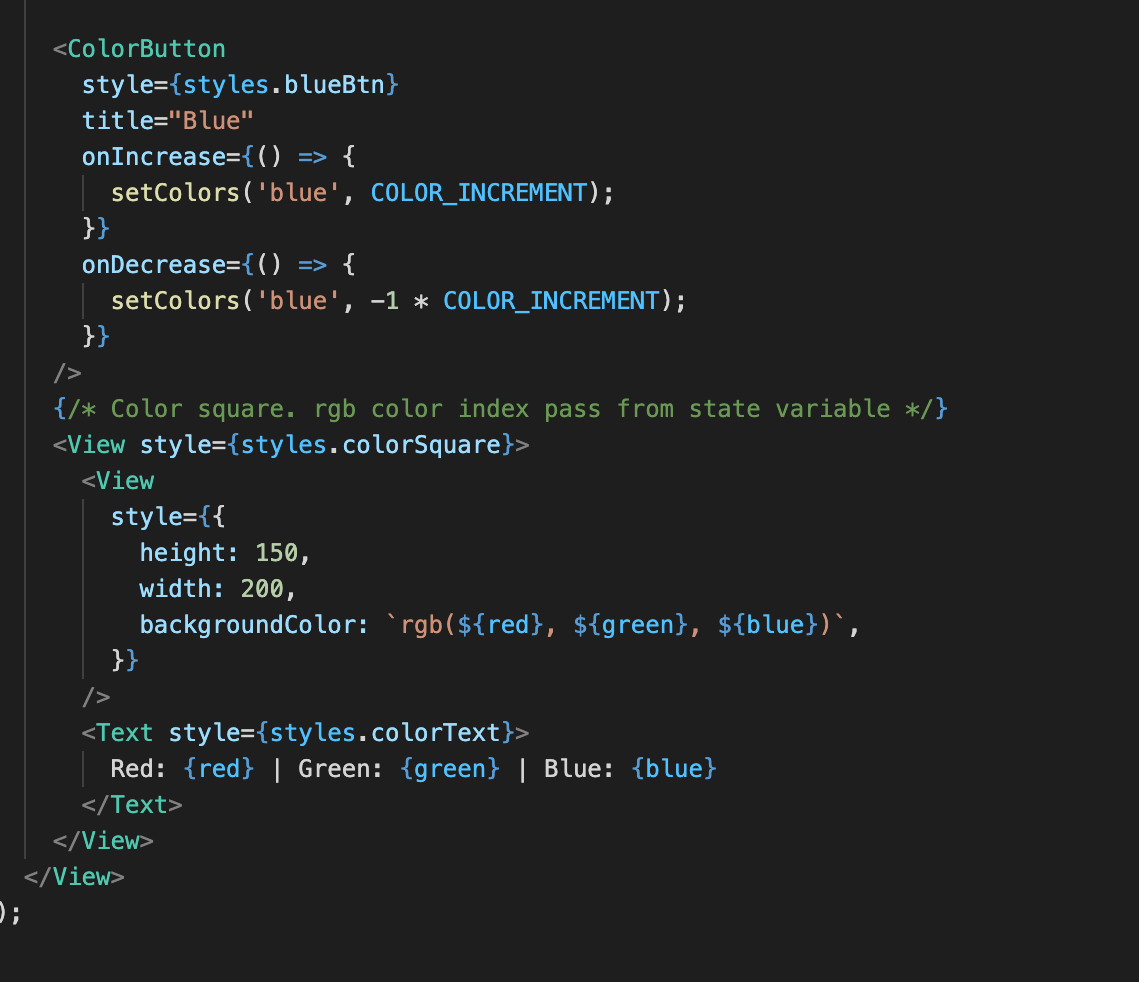 <ColorButton
style={styles.blueBtn}
title="Blue"
onIncrease={() => {
setColors('blue', COLOR_INCREMENT);
}}
onDecrease={() => {
setColors('blue', -1 * COLOR_INCREMENT);
}}
/>
{/* Color square. rgb color index pass from state variable */}
<View style={styles.colorSquare}>
<View
style={{
height: 150,
width: 200,
backgroundColor: `rgb(${red}, ${green}, ${blue})`,
}}
/>
<Text style={styles.colorText}>
Red: {red} | Green: {green} | Blue: {blue}
</Text>
</View>
</View>
);